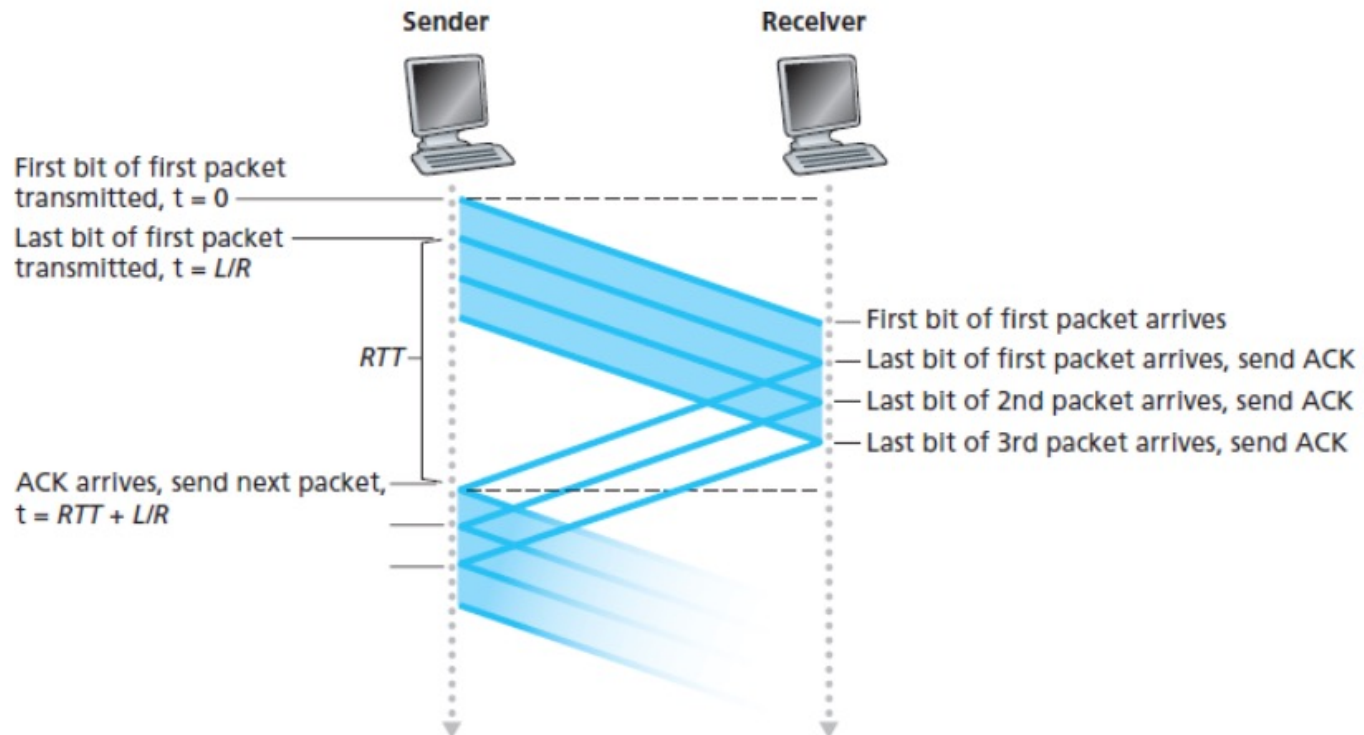 Sender
Receiver
First bit of first packet
transmitted, t = 0
Last bit of first packet
transmitted, t = L/R
First bit of first packet arrives
RTT
Last bit of first packet arrives, send ACK
Last bit of 2nd packet arrives, send ACK
Last bit of 3rd packet arrives, send ACK
ACK arrives, send next packet,
t = RTT + L/R